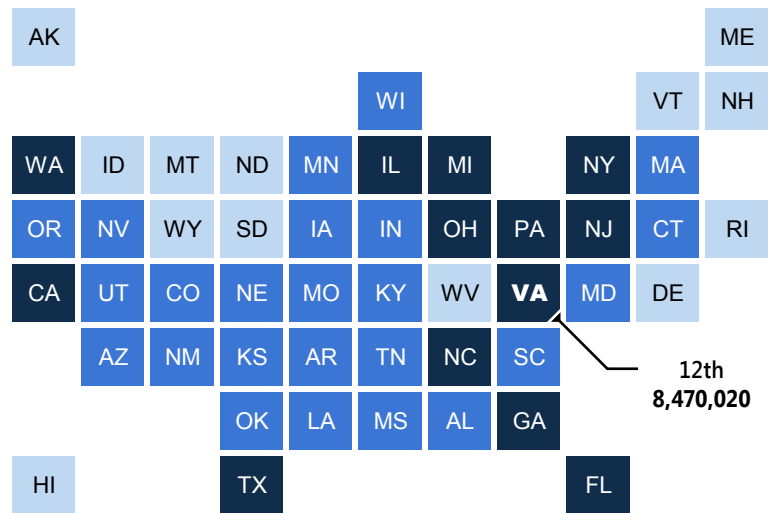 AK ME
WI VT NH
WA ID MT ND MN IL MI NY MA
OR NV WY SD IA IN OH PA NJ CT RI
CA UT CO NE MO KY WV VA MD DE
AZ NM KS AR TN NC SC
12th
8,470,020
OK LA MS AL GA
HI TX FL